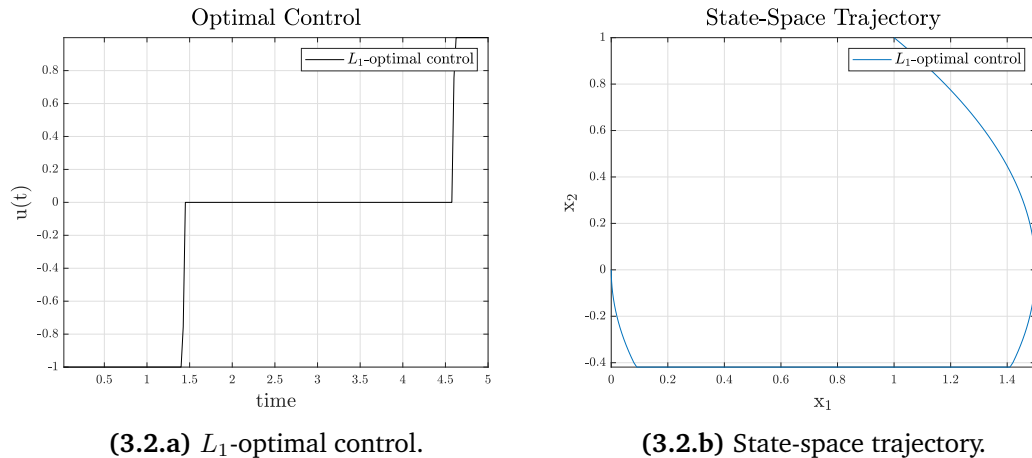 Optimal Control
L₁-optimal control
0.8
0.6
0.4
0.2
0
-0.2
-0.4
-0.6
-0.8
-1
u(t)
0.5 1 1.5 2 2.5 3 3.5 4 4.5 5
time
(3.2.a) L₁-optimal control.
State-Space Trajectory
L₁-optimal control
1
0.8
0.6
0.4
0.2
0
-0.2
-0.4
x₂
0 0.2 0.4 0.6 0.8 1 1.2 1.4
x₁
(3.2.b) State-space trajectory.